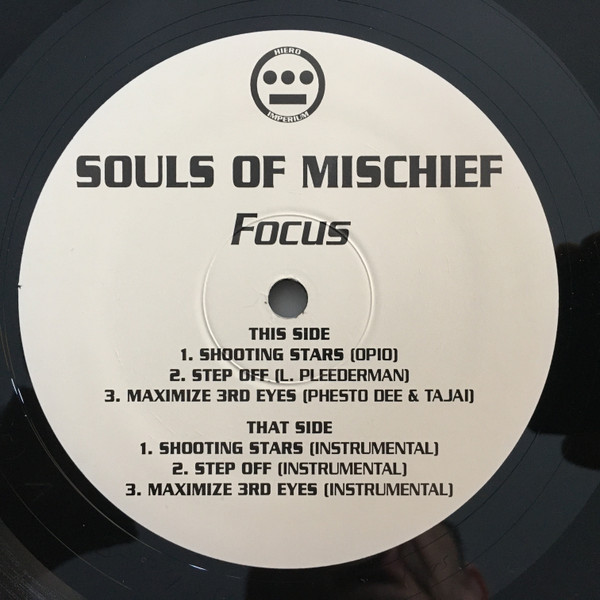 HIERO
IMPERIUM
SOULS OF MISCHIEF
Focus
THIS SIDE
1. SHOOTING STARS (OPIO)
2. STEP OFF (L. PLEEDERMAN)
3. MAXIMIZE 3RD EYES (PHESTO DEE & TAJAI)
THAT SIDE
1. SHOOTING STARS (INSTRUMENTAL)
2. STEP OFF (INSTRUMENTAL)
3. MAXIMIZE 3RD EYES (INSTRUMENTAL)